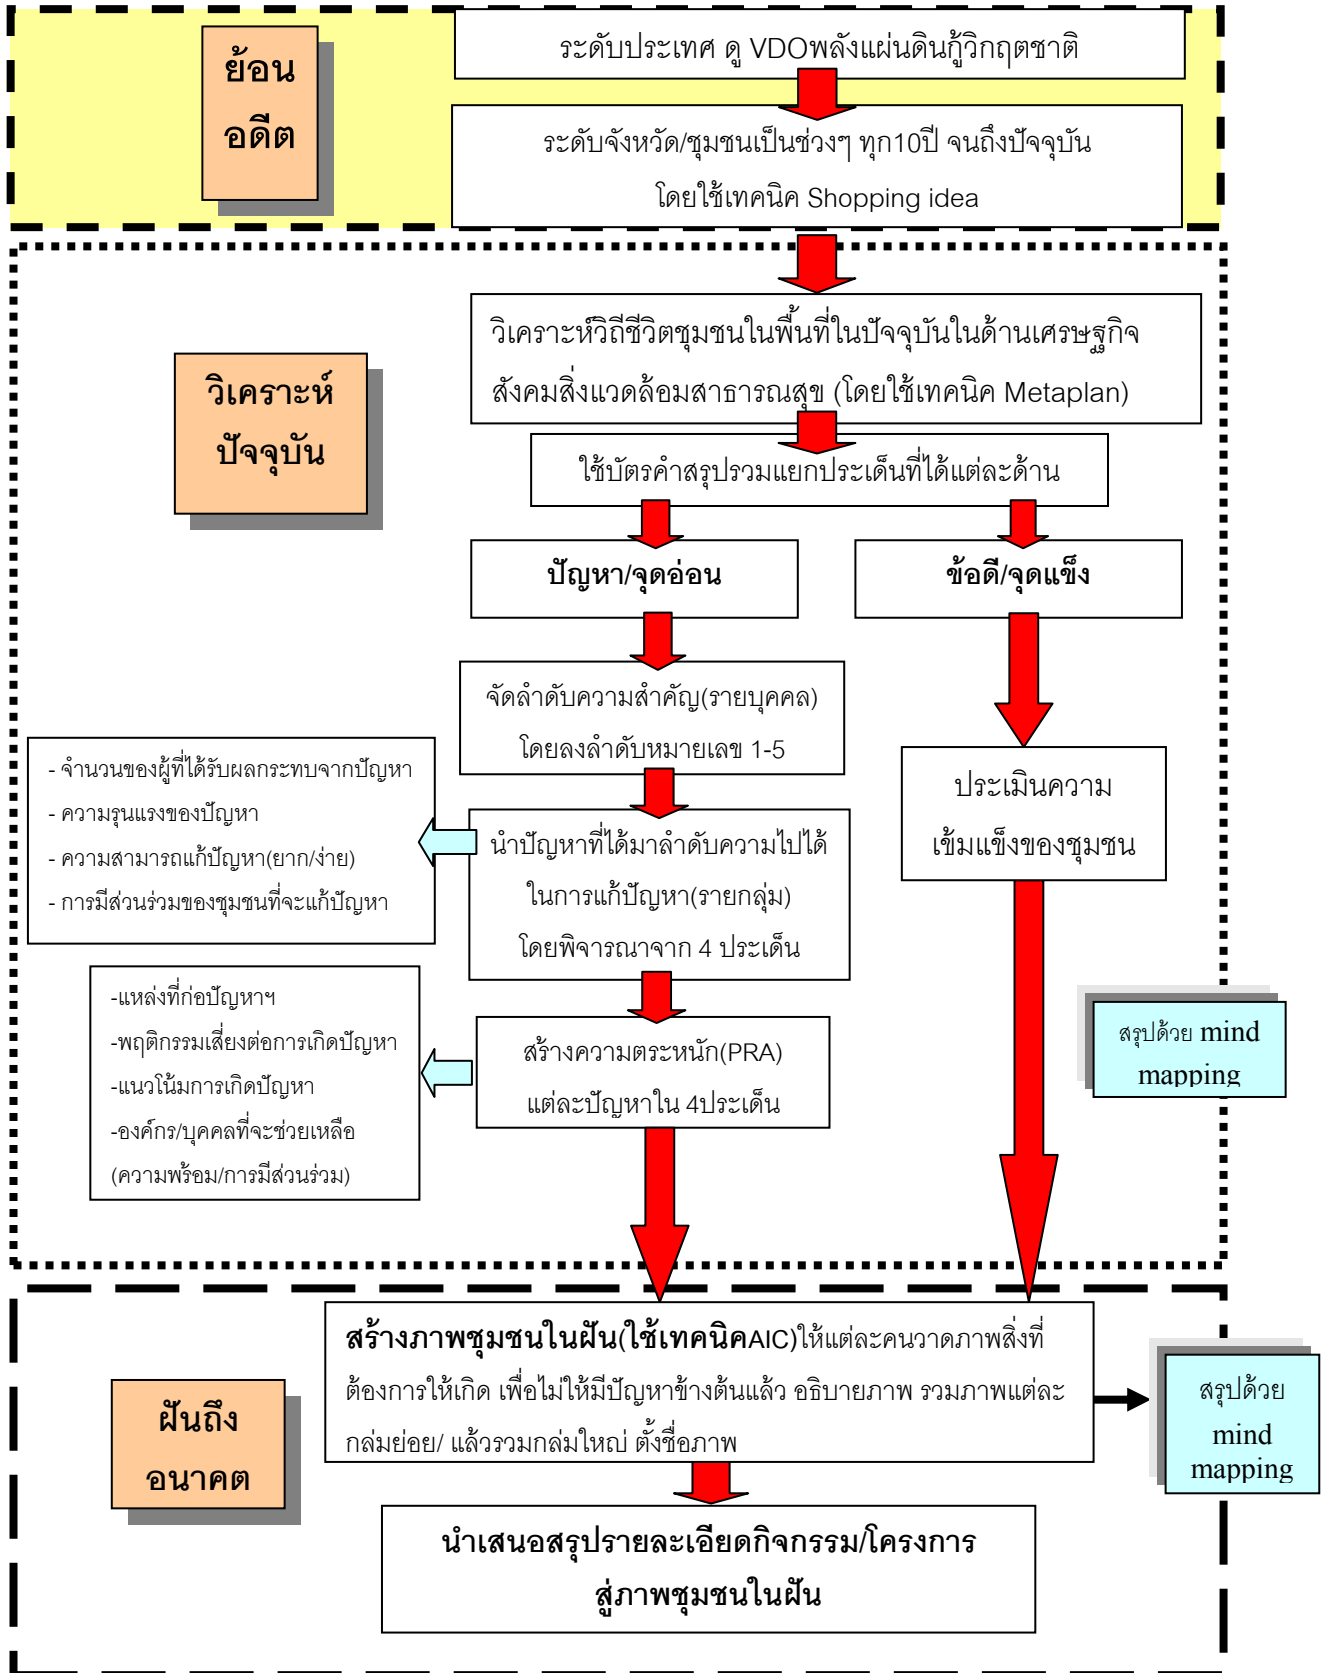 ย้อน
อดีต
ระดับประเทศ ดู VDOพลังแผ่นดินกู้วิกฤตชาติ
ระดับจังหวัด/ชุมชนเป็นช่วงๆ ทุก10ปี จนถึงปัจจุบัน
โดยใช้เทคนิค Shopping idea
วิเคราะห์
ปัจจุบัน
วิเคราะห์วิถีชีวิตชุมชนในพื้นที่ในปัจจุบันในด้านเศรษฐกิจ
สังคมสิ่งแวดล้อมสาธารณสุข (โดยใช้เทคนิค Metaplan)
ใช้บัตรคำสรุปรวมแยกประเด็นที่ได้แต่ละด้าน
ปัญหา/จุดอ่อน
ข้อดี/จุดแข็ง
จัดลำดับความสำคัญ(รายบุคคล)
โดยลงลำดับหมายเลข 1-5
- จำนวนของผู้ที่ได้รับผลกระทบจากปัญหา
- ความรุนแรงของปัญหา
- ความสามารถแก้ปัญหา(ยาก/ง่าย)
- การมีส่วนร่วมของชุมชนที่จะแก้ปัญหา
นำปัญหาที่ได้มาลำดับความไปได้
ในการแก้ปัญหา(รายกลุ่ม)
โดยพิจารณาจาก 4 ประเด็น
ประเมินความ
เข้มแข็งของชุมชน
-แหล่งที่ก่อปัญหาฯ
-พฤติกรรมเสี่ยงต่อการเกิดปัญหา
-แนวโน้มการเกิดปัญหา
-องค์กร/บุคคลที่จะช่วยเหลือ
(ความพร้อม/การมีส่วนร่วม)
สร้างความตระหนัก(PRA)
แต่ละปัญหาใน 4ประเด็น
สรุปด้วย mind
mapping
ฝันถึง
อนาคต
สร้างภาพชุมชนในฝัน(ใช้เทคนิคAIC)ให้แต่ละคนวาดภาพสิ่งที่
ต้องการให้เกิด เพื่อไม่ให้มีปัญหาข้างต้นแล้ว อธิบายภาพ รวมภาพแต่ละ
กลุ่มย่อย/ แล้วรวมกลุ่มใหญ่ ตั้งชื่อภาพ
สรุปด้วย
mind
mapping
นำเสนอสรุปรายละเอียดกิจกรรม/โครงการ
สู่ภาพชุมชนในฝัน